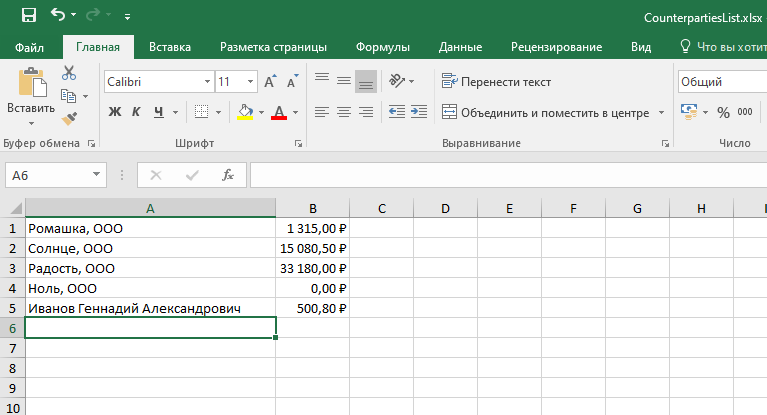 CounterpartiesList.xlsx
Файл Главная Вставка Разметка страницы Формулы Данные Рецензирование Вид Что вы хотит
Вставить
Calibri 11
Ж К Ч А
Перенести текст
Объединить и поместить в центре
Общий
% 000
Буфер обмена Шрифт Выравнивание Число
A6 fx
A B C D E F G H
1 Ромашка, ООО 1 315,00 ₽
2 Солнце, ООО 15 080,50 ₽
3 Радость, ООО 33 180,00 ₽
4 Ноль, ООО 0,00 ₽
5 Иванов Геннадий Александрович 500,80 ₽
6
7
8
9
10